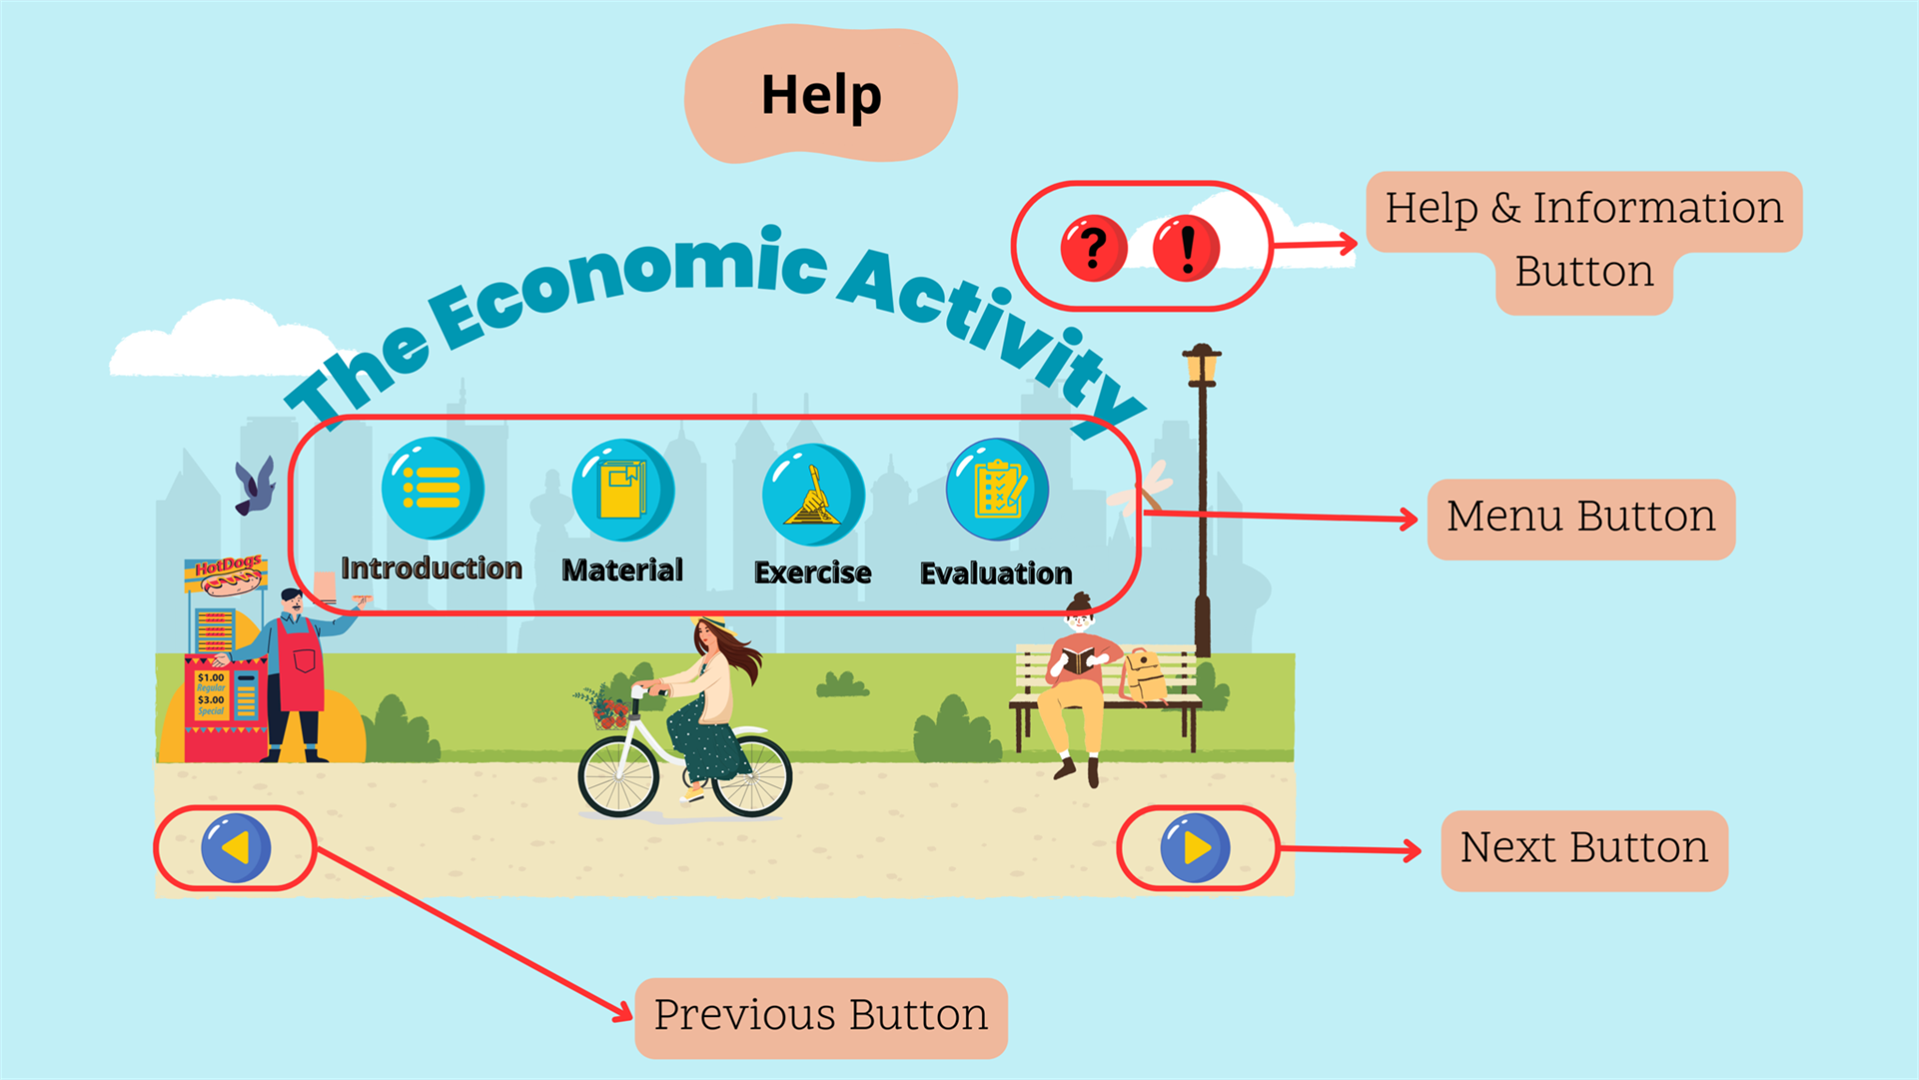 Help
Help & Information
Button
?
!
The Economic Activity
Introduction
Material
Exercise
Evaluation
Menu Button
HotDogs
$1.00
Regular
$3.00
Special
Next Button
Previous Button